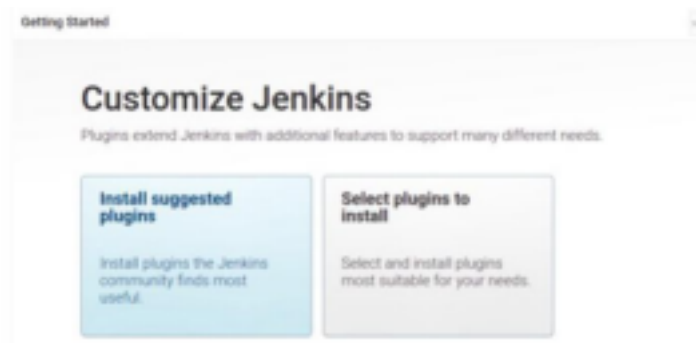 Getting Started
Customize Jenkins
Plugins extend Jenkins with additional features to support many different needs.
Install suggested
plugins
Install plugins the Jenkins
community finds most
useful.
Select plugins to
install
Select and install plugins
most suitable for your needs.